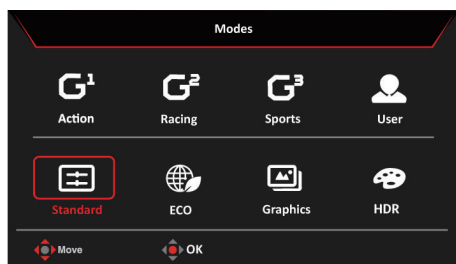 Modes
G¹ G² G³
Action Racing Sports User
Standard ECO Graphics HDR
Move OK